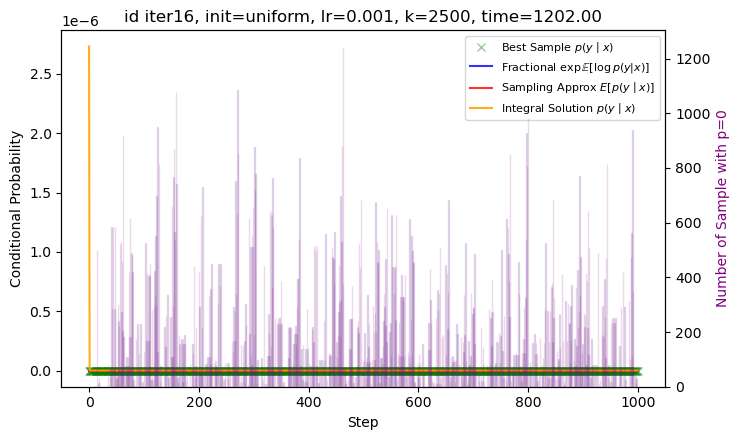 id iter16, init=uniform, lr=0.001, k=2500, time=1202.00
1e−6
Best Sample p(y | x)
Fractional exp𝔼[log p(y|x)]
Sampling Approx E[p(y | x)]
Integral Solution p(y | x)
2.5
2.0
1.5
1.0
0.5
0.0
Conditional Probability
1200
1000
800
600
400
200
0
Number of Sample with p=0
0 200 400 600 800 1000
Step